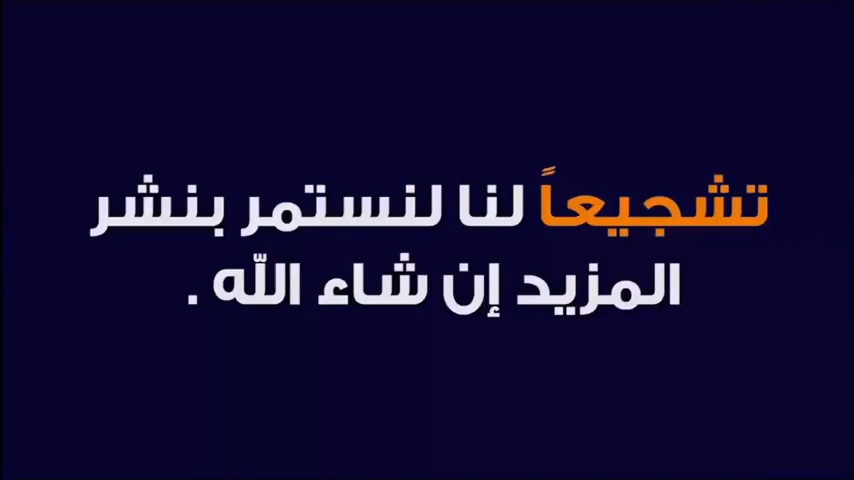 تشجيعاً لنا لنستمر بنشر
المزيد إن شاء الله .